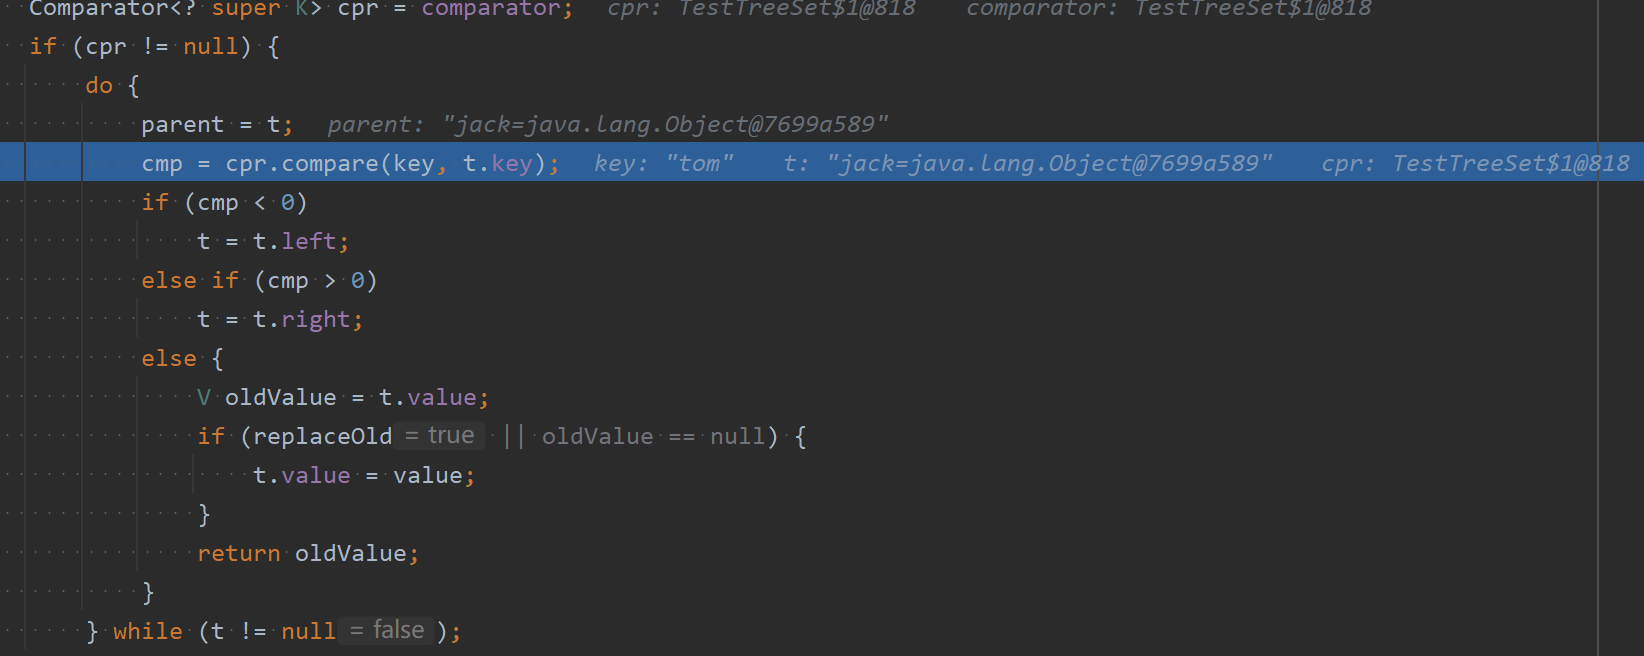 Comparator<? super K> cpr = comparator; cpr: TestTreeSet$1@818 comparator: TestTreeSet$1@818
if (cpr != null) {
do {
parent = t; parent: "jack=java.lang.Object@7699a589"
cmp = cpr.compare(key, t.key); key: "tom" t: "jack=java.lang.Object@7699a589" cpr: TestTreeSet$1@818
if (cmp < 0)
t = t.left;
else if (cmp > 0)
t = t.right;
else {
V oldValue = t.value;
if (replaceOld = true || oldValue == null) {
t.value = value;
}
return oldValue;
}
} while (t != null = false );